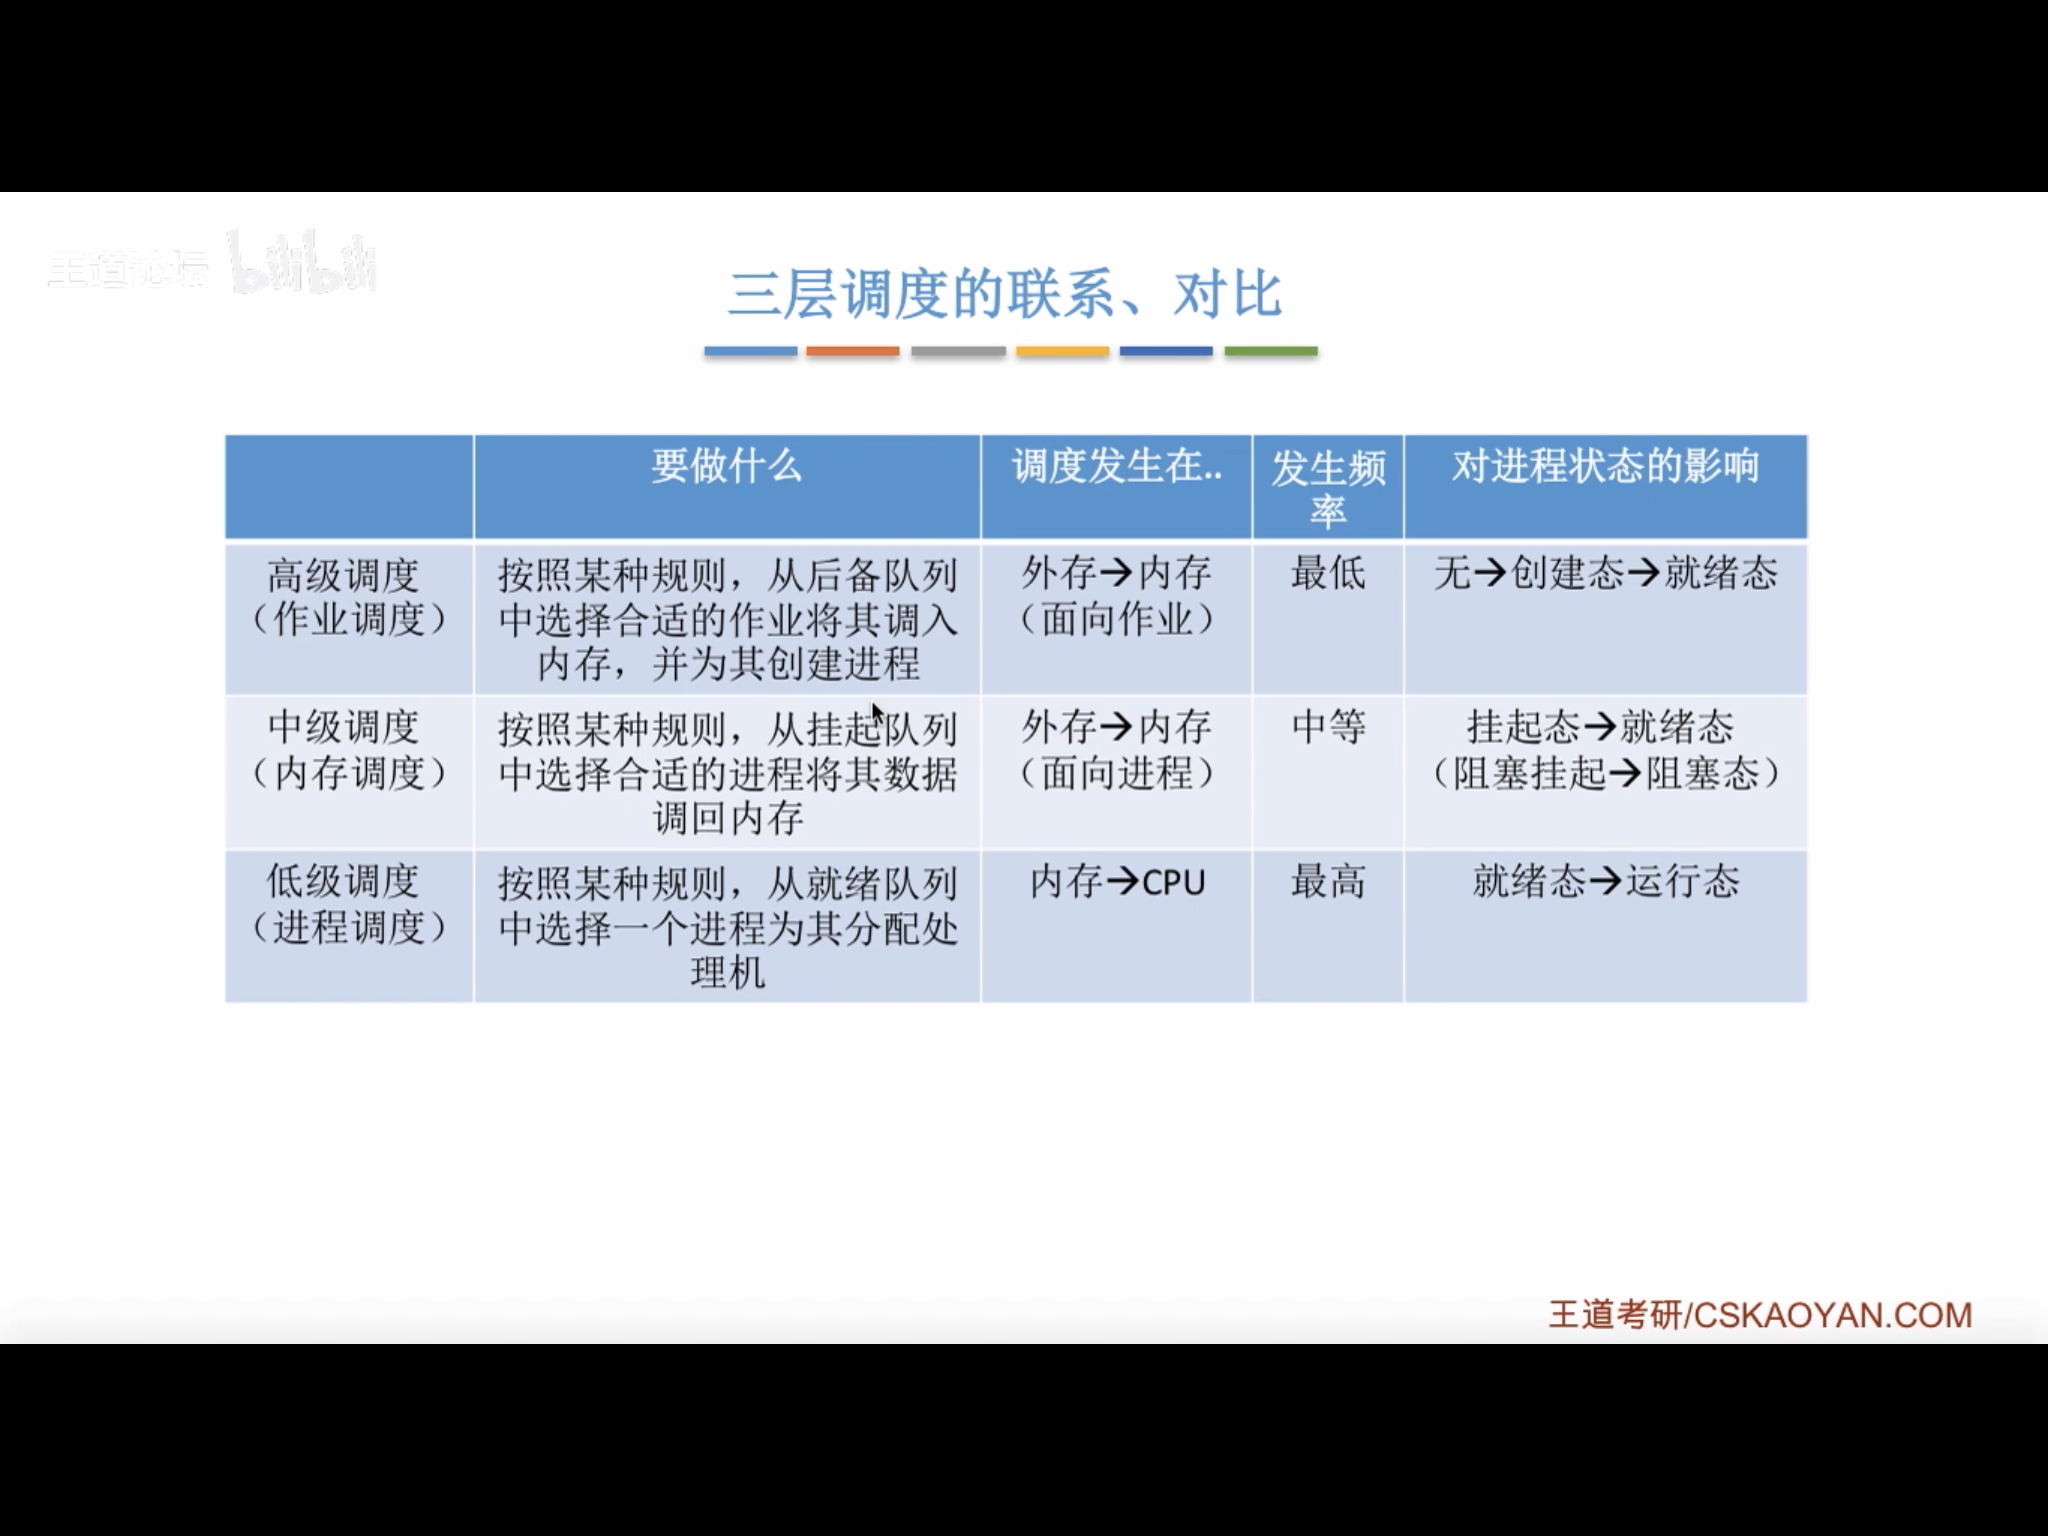 王道论坛 bilibili
三层调度的联系、对比
要做什么
调度发生在..
发生频
率
对进程状态的影响
高级调度
（作业调度）
按照某种规则，从后备队列
中选择合适的作业将其调入
内存，并为其创建进程
外存→内存
（面向作业）
最低
无→创建态→就绪态
中级调度
（内存调度）
按照某种规则，从挂起队列
中选择合适的进程将其数据
调回内存
外存→内存
（面向进程）
中等
挂起态→就绪态
（阻塞挂起→阻塞态）
低级调度
（进程调度）
按照某种规则，从就绪队列
中选择一个进程为其分配处
理机
内存→CPU
最高
就绪态→运行态
王道考研/CSKAOYAN.COM